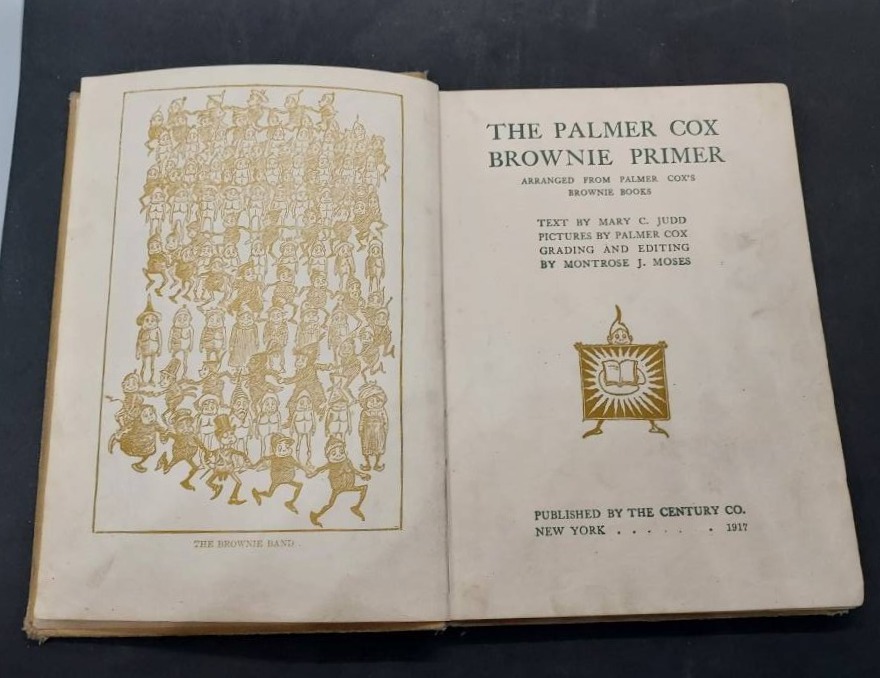 THE BROWNIE BAND.
THE PALMER COX
BROWNIE PRIMER
ARRANGED FROM PALMER COX'S
BROWNIE BOOKS
TEXT BY MARY C. JUDD
PICTURES BY PALMER COX
GRADING AND EDITING
BY MONTROSE J. MOSES
PUBLISHED BY THE CENTURY CO.
NEW YORK . . . . . . 1917